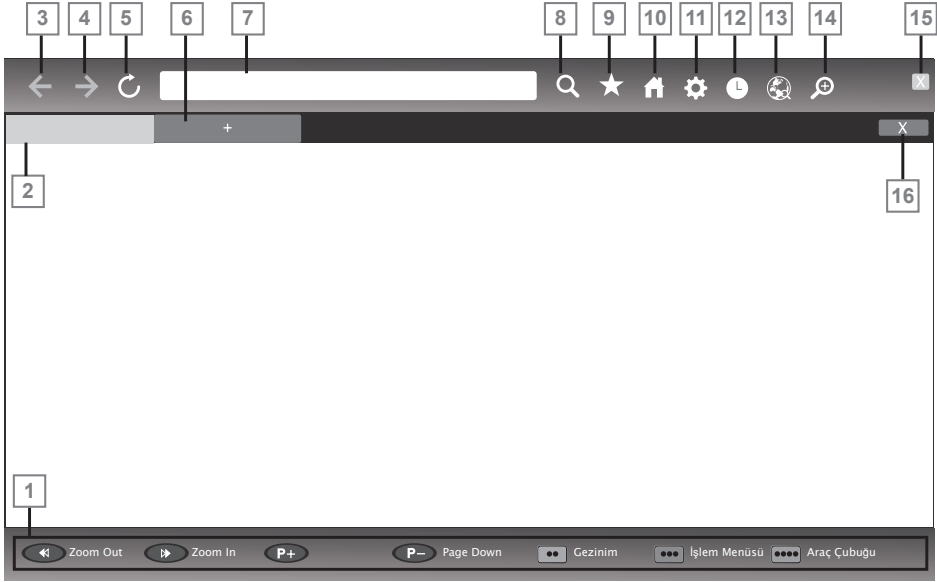 3 4 5 6 7 8 9 10 11 12 13 14 15
X
+ X
2 16
1
Zoom Out Zoom In P+ P− Page Down Gezinim İşlem Menüsü Araç Çubuğu